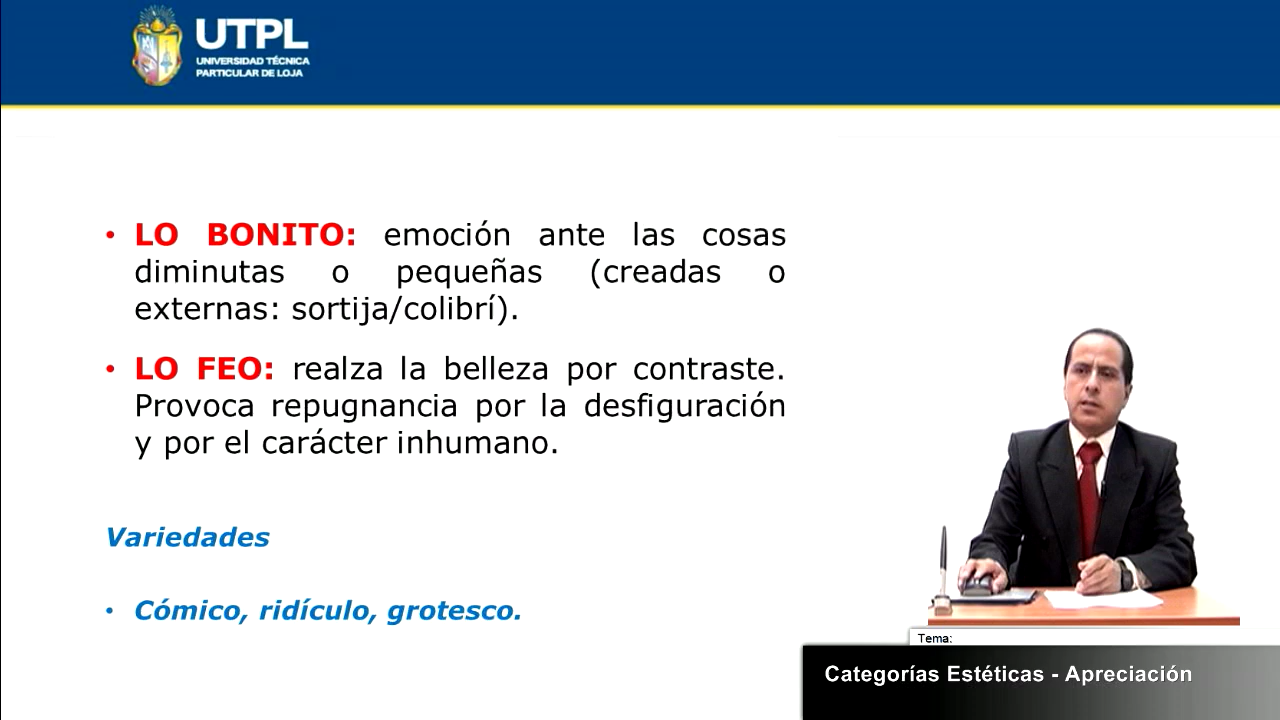 UTPL
UNIVERSIDAD TÉCNICA
PARTICULAR DE LOJA
• LO BONITO: emoción ante las cosas
diminutas o pequeñas (creadas o
externas: sortija/colibrí).
• LO FEO: realza la belleza por contraste.
Provoca repugnancia por la desfiguración
y por el carácter inhumano.
Variedades
• Cómico, ridículo, grotesco.
Tema:
Categorías Estéticas - Apreciación